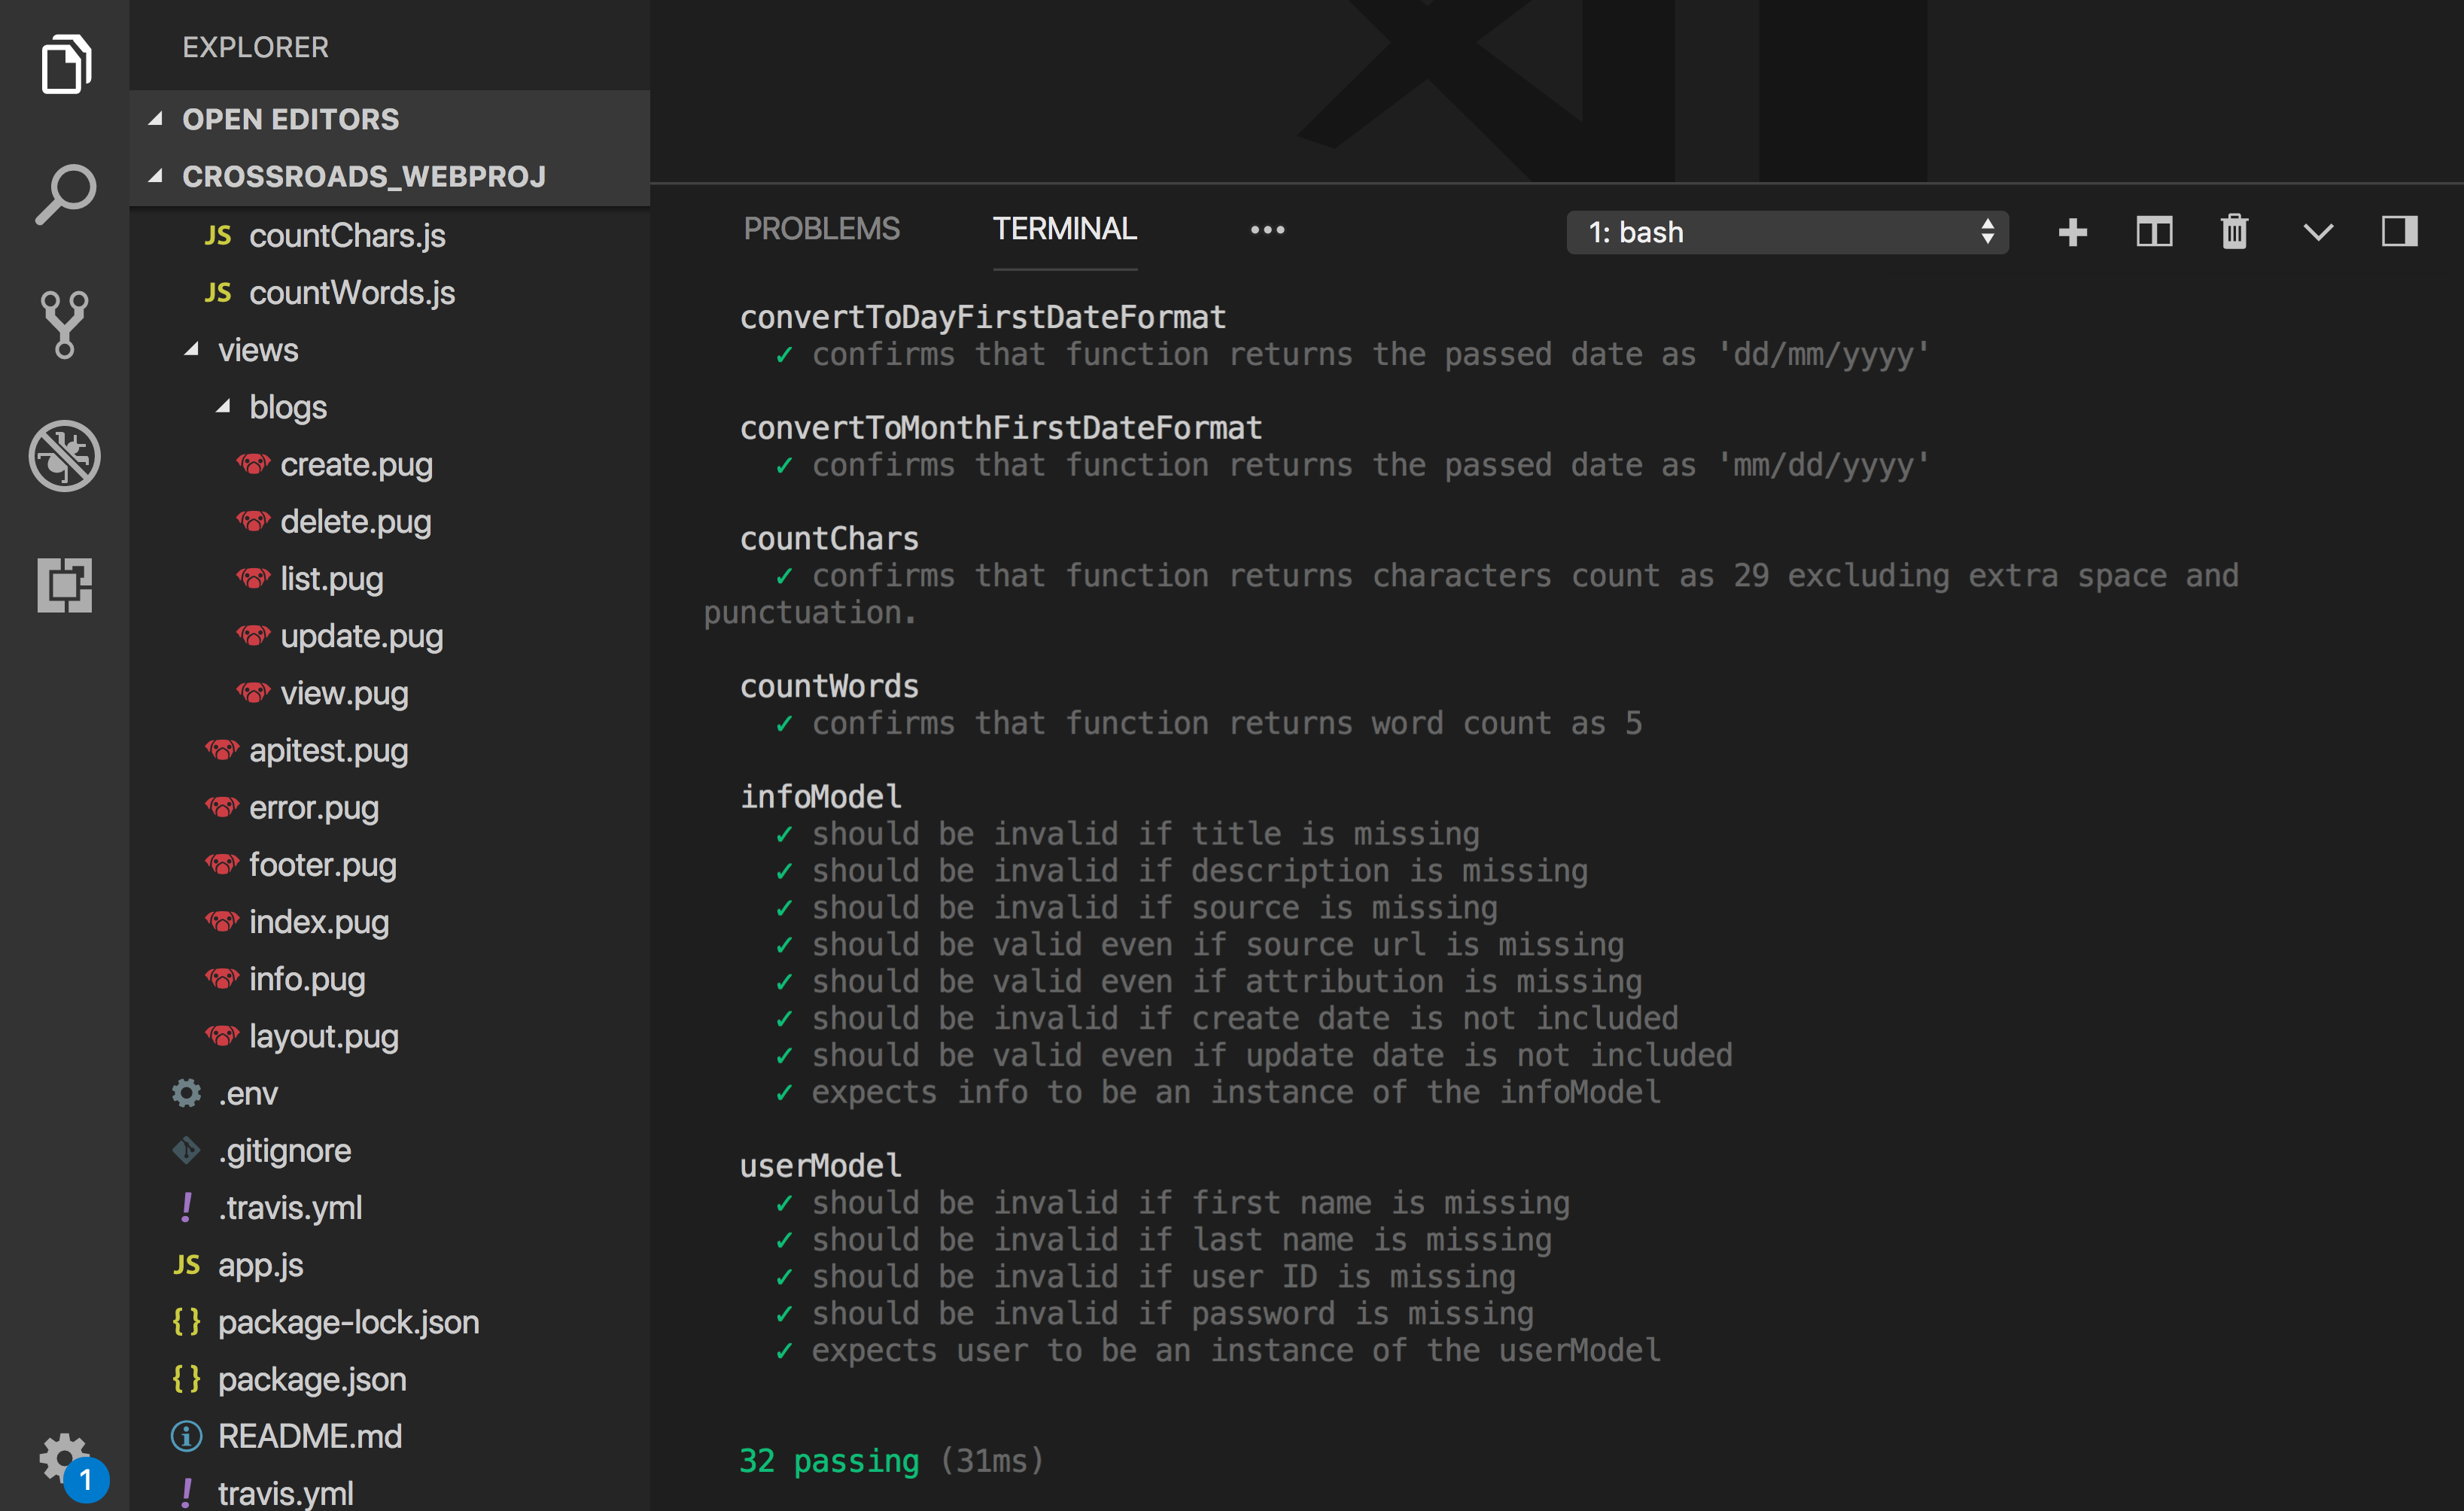 EXPLORER
OPEN EDITORS
CROSSROADS_WEBPROJ
JS countChars.js
JS countWords.js
views
blogs
create.pug
delete.pug
list.pug
update.pug
view.pug
apitest.pug
error.pug
footer.pug
index.pug
info.pug
layout.pug
.env
.gitignore
! .travis.yml
JS app.js
{} package-lock.json
{} package.json
README.md
! travis.yml
1
PROBLEMS TERMINAL ••• 1: bash
convertToDayFirstDateFormat
✓ confirms that function returns the passed date as 'dd/mm/yyyy'
convertToMonthFirstDateFormat
✓ confirms that function returns the passed date as 'mm/dd/yyyy'
countChars
✓ confirms that function returns characters count as 29 excluding extra space and
punctuation.
countWords
✓ confirms that function returns word count as 5
infoModel
✓ should be invalid if title is missing
✓ should be invalid if description is missing
✓ should be invalid if source is missing
✓ should be valid even if source url is missing
✓ should be valid even if attribution is missing
✓ should be invalid if create date is not included
✓ should be valid even if update date is not included
✓ expects info to be an instance of the infoModel
userModel
✓ should be invalid if first name is missing
✓ should be invalid if last name is missing
✓ should be invalid if user ID is missing
✓ should be invalid if password is missing
✓ expects user to be an instance of the userModel
32 passing (31ms)